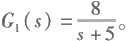 G₁(s) = 8/(s+5)。